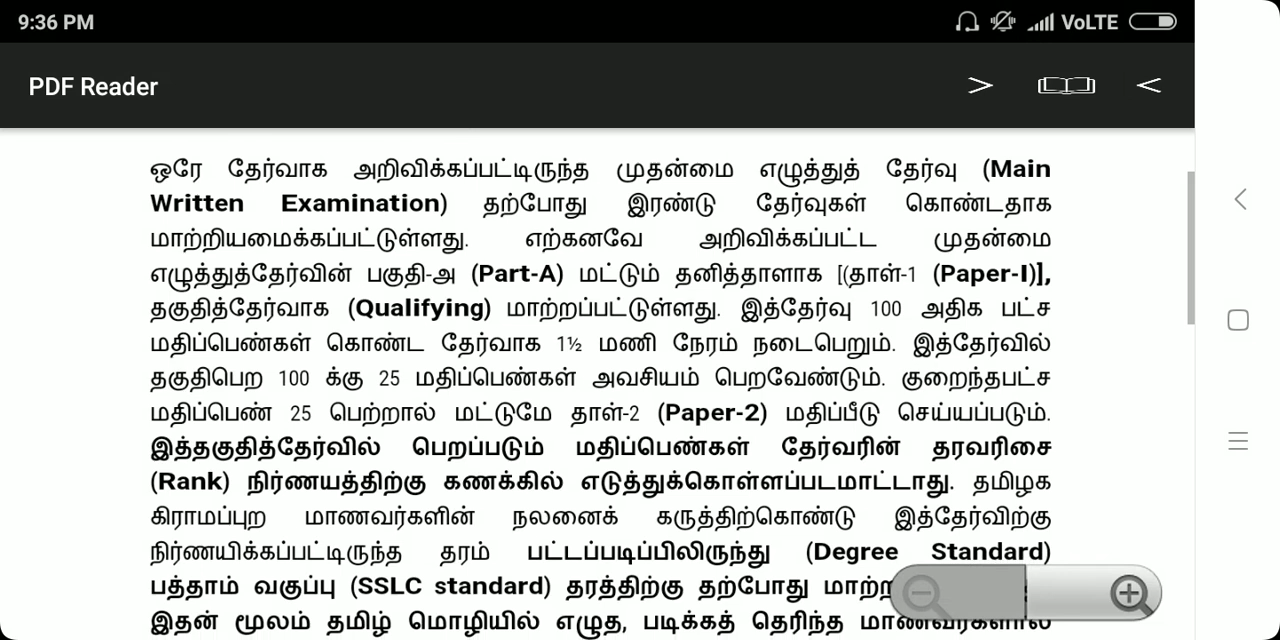 9:36 PM VoLTE
PDF Reader > <
ஒரே தேர்வாக அறிவிக்கப்பட்டிருந்த முதன்மை எழுத்துத் தேர்வு (Main
Written Examination) தற்போது இரண்டு தேர்வுகள் கொண்டதாக
மாற்றியமைக்கப்பட்டுள்ளது. எற்கனவே அறிவிக்கப்பட்ட முதன்மை
எழுத்துத்தேர்வின் பகுதி-அ (Part-A) மட்டும் தனித்தாளாக [(தாள்-1 (Paper-I)],
தகுதித்தேர்வாக (Qualifying) மாற்றப்பட்டுள்ளது. இத்தேர்வு 100 அதிக பட்ச
மதிப்பெண்கள் கொண்ட தேர்வாக 1½ மணி நேரம் நடைபெறும். இத்தேர்வில்
தகுதிபெற 100 க்கு 25 மதிப்பெண்கள் அவசியம் பெறவேண்டும். குறைந்தபட்ச
மதிப்பெண் 25 பெற்றால் மட்டுமே தாள்-2 (Paper-2) மதிப்பீடு செய்யப்படும்.
இத்தகுதித்தேர்வில் பெறப்படும் மதிப்பெண்கள் தேர்வரின் தரவரிசை
(Rank) நிர்ணயத்திற்கு கணக்கில் எடுத்துக்கொள்ளப்படமாட்டாது. தமிழக
கிராமப்புற மாணவர்களின் நலனைக் கருத்திற்கொண்டு இத்தேர்விற்கு
நிர்ணயிக்கப்பட்டிருந்த தரம் பட்டப்படிப்பிலிருந்து (Degree Standard)
பத்தாம் வகுப்பு (SSLC standard) தரத்திற்கு தற்போது
இதன் மூலம் தமிழ் மொழியில் எழுத, படிக்கத் தெரிந்த மாணவர்களால்